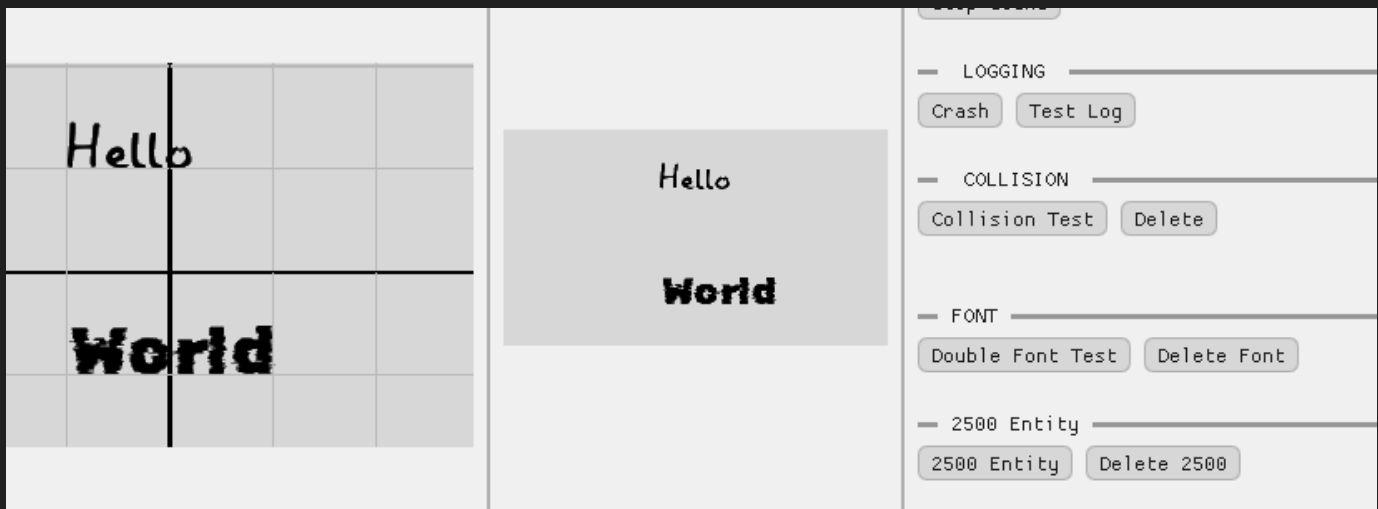 Hello
World
Hello
World
LOGGING
Crash Test Log
COLLISION
Collision Test Delete
FONT
Double Font Test Delete Font
2500 Entity
2500 Entity Delete 2500